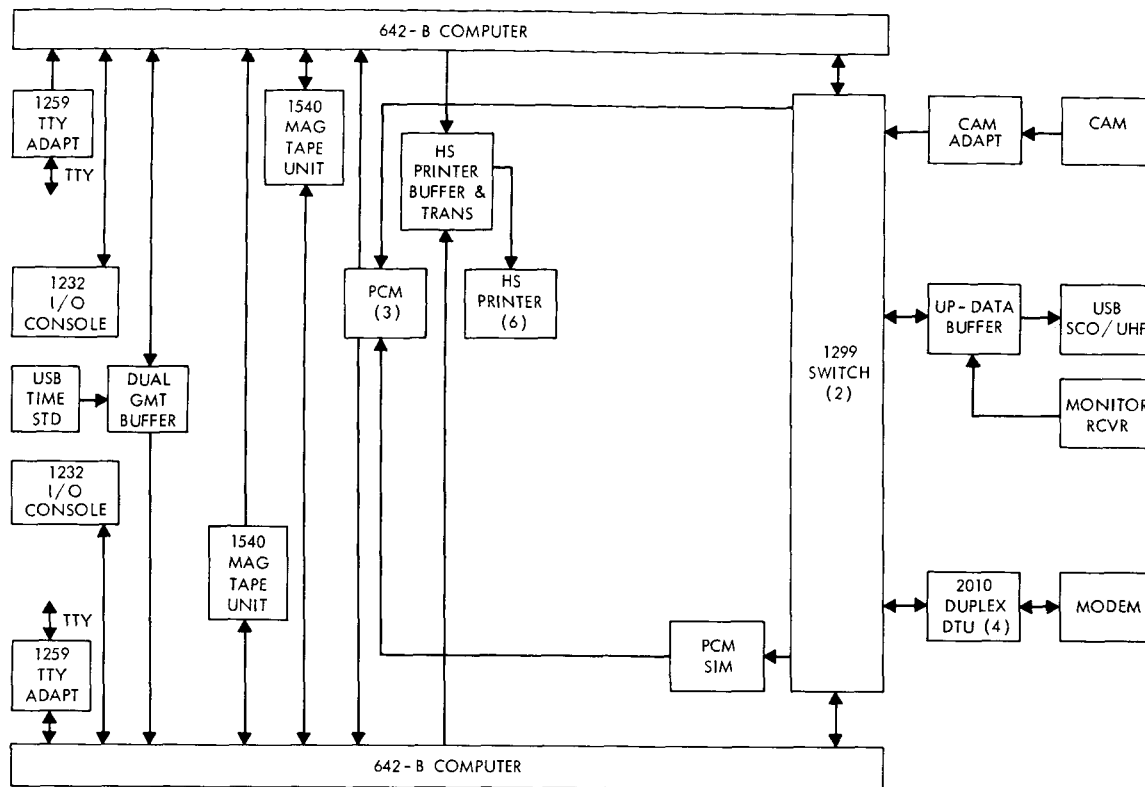 642-B COMPUTER
1259
TTY
ADAPT
TTY
1540
MAG
TAPE
UNIT
HS
PRINTER
BUFFER &
TRANS
CAM
ADAPT
CAM
1232
I/O
CONSOLE
PCM
(3)
HS
PRINTER
(6)
UP-DATA
BUFFER
USB
SCO/UHF
USB
TIME
STD
DUAL
GMT
BUFFER
1299
SWITCH
(2)
MONITOR
RCVR
1232
I/O
CONSOLE
1540
MAG
TAPE
UNIT
2010
DUPLEX
DTU (4)
MODEM
TTY
1259
TTY
ADAPT
PCM
SIM
642-B COMPUTER